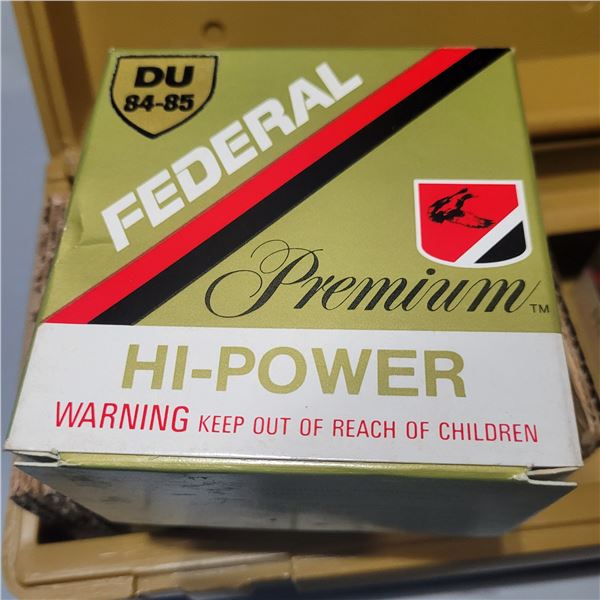 DU
84-85
FEDERAL
Premium™
HI-POWER
WARNING KEEP OUT OF REACH OF CHILDREN